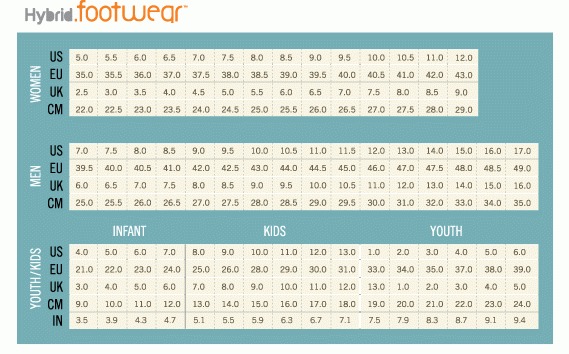 Hybrid.footwear™
WOMEN
US 5.0 5.5 6.0 6.5 7.0 7.5 8.0 8.5 9.0 9.5 10.0 10.5 11.0 12.0
EU 35.0 35.5 36.0 37.0 37.5 38.0 38.5 39.0 39.5 40.0 40.5 41.0 42.0 43.0
UK 2.5 3.0 3.5 4.0 4.5 5.0 5.5 6.0 6.5 7.0 7.5 8.0 8.5 9.0
CM 22.0 22.5 23.0 23.5 24.0 24.5 25.0 25.5 26.0 26.5 27.0 27.5 28.0 29.0
MEN
US 7.0 7.5 8.0 8.5 9.0 9.5 10.0 10.5 11.0 11.5 12.0 13.0 14.0 15.0 16.0 17.0
EU 39.5 40.0 40.5 41.0 42.0 42.5 43.0 44.0 44.5 45.0 46.0 47.0 47.5 48.0 48.5 49.0
UK 6.0 6.5 7.0 7.5 8.0 8.5 9.0 9.5 10.0 10.5 11.0 12.0 13.0 14.0 15.0 16.0
CM 25.0 25.5 26.0 26.5 27.0 27.5 28.0 28.5 29.0 29.5 30.0 31.0 32.0 33.0 34.0 35.0
INFANT KIDS YOUTH
YOUTH/KIDS
US 4.0 5.0 6.0 7.0 8.0 9.0 10.0 11.0 12.0 13.0 1.0 2.0 3.0 4.0 5.0 6.0
EU 21.0 22.0 23.0 24.0 25.0 26.0 28.0 29.0 30.0 31.0 33.0 34.0 35.0 37.0 38.0 39.0
UK 3.0 4.0 5.0 6.0 7.0 8.0 9.0 10.0 11.0 12.0 13.0 1.0 2.0 3.0 4.0 5.0
CM 9.0 10.0 11.0 12.0 13.0 14.0 15.0 16.0 17.0 18.0 19.0 20.0 21.0 22.0 23.0 24.0
IN 3.5 3.9 4.3 4.7 5.1 5.5 5.9 6.3 6.7 7.1 7.5 7.9 8.3 8.7 9.1 9.4